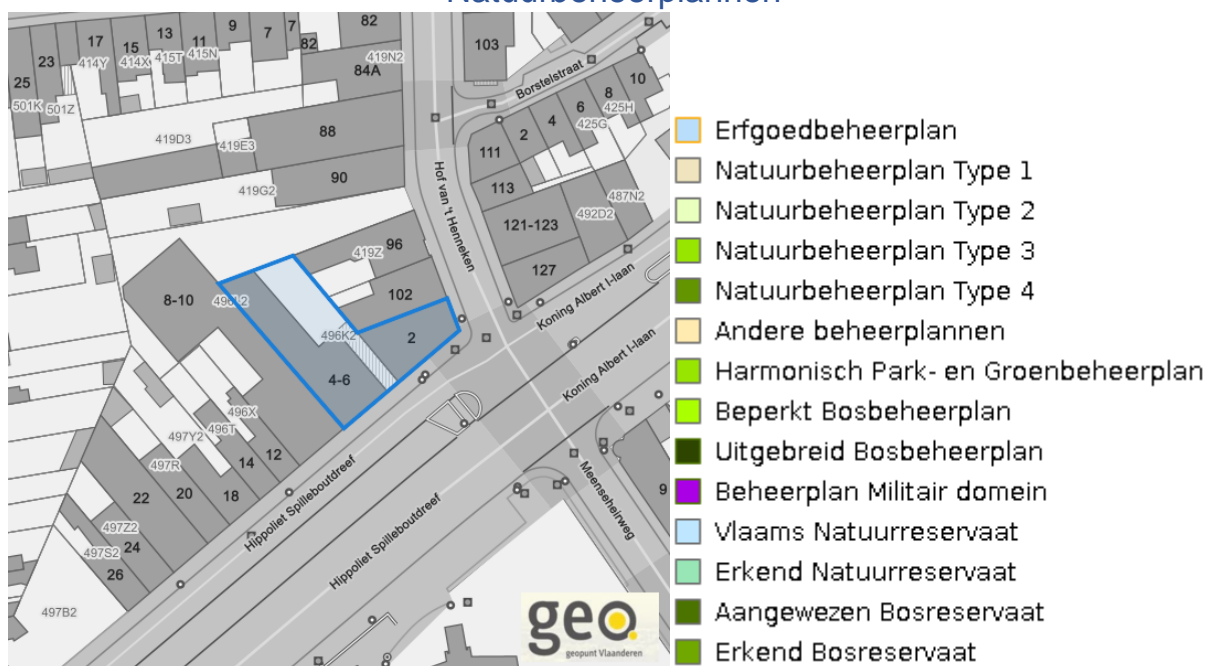 Natuurbeheerplannen
25
23
17
15
13
11
9
7
7
82
82
501K
501Z
414Y
414X
415T
415N
419N2
84A
103
Borstelstraat
10
8
6
4
2
425H
425G
419D3
419E3
88
90
419G2
Hof van 't Henneken
111
113
121-123
127
487N2
492D2
96
419Z
102
8-10
496L2
496K2
2
4-6
Koning Albert I-laan
Koning Albert I-laan
496X
496T
497Y2
497R
12
14
18
20
22
24
26
497Z2
497S2
497B2
Hippoliet Spilleboutdreef
Hippoliet Spilleboutdreef
Meenseheirweg
9
geo
geopunt Vlaanderen
Erfgoedbeheerplan
Natuurbeheerplan Type 1
Natuurbeheerplan Type 2
Natuurbeheerplan Type 3
Natuurbeheerplan Type 4
Andere beheerplannen
Harmonisch Park- en Groenbeheerplan
Beperkt Bosbeheerplan
Uitgebreid Bosbeheerplan
Beheerplan Militair domein
Vlaams Natuurreservaat
Erkend Natuurreservaat
Aangewezen Bosreservaat
Erkend Bosreservaat